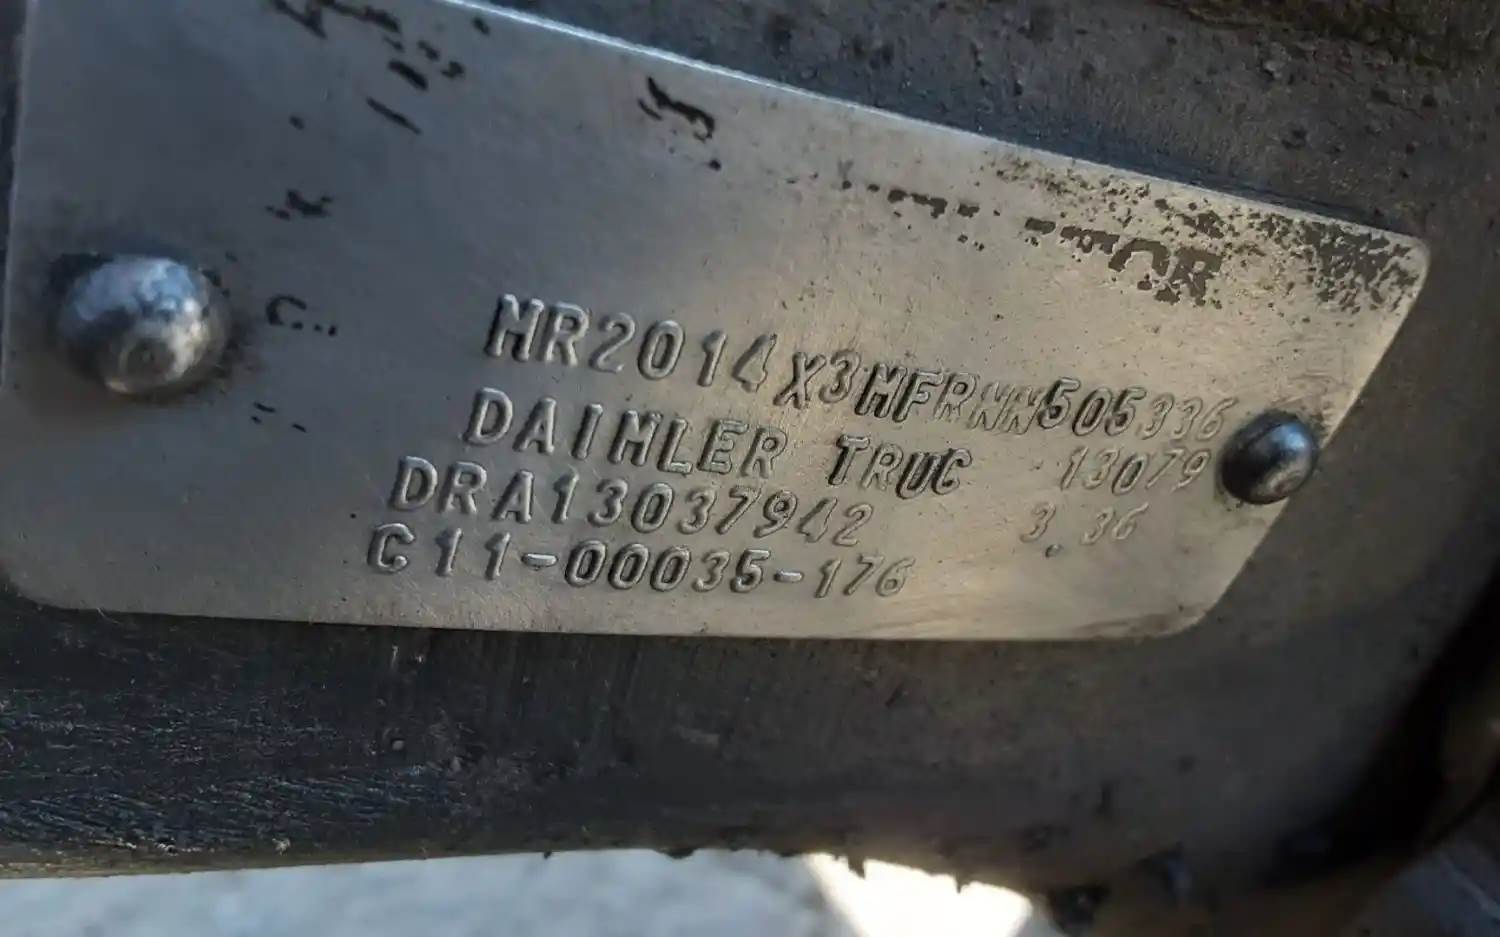 MR2014X3MFRNN505336
DAIMLER TRUC 13079
DRA13037942 3.36
C11-00035-176